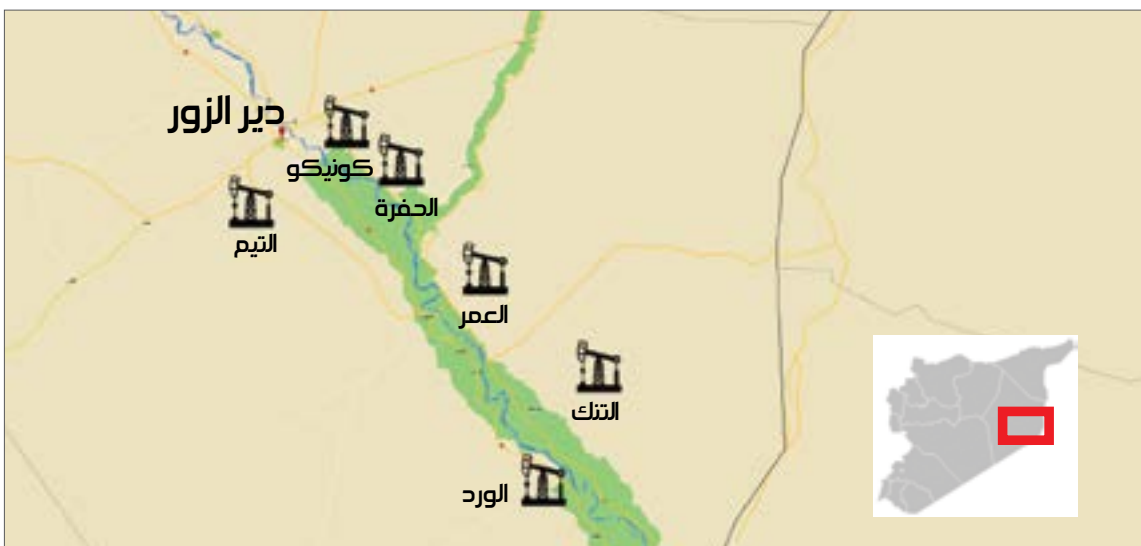 دير الزور
كونيكو
الحفرة
التيم
العمر
التنك
الورد